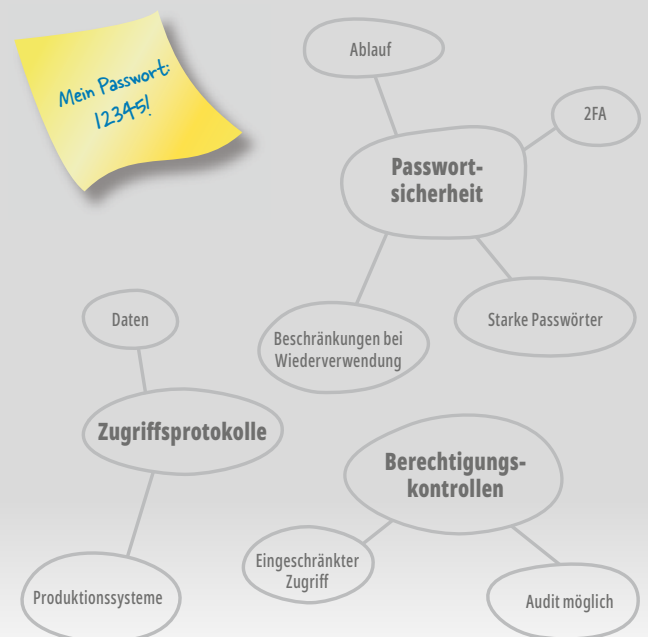 Mein Passwort:
12345!
Ablauf
2FA
Passwort-
sicherheit
Beschränkungen bei
Wiederverwendung
Starke Passwörter
Daten
Zugriffsprotokolle
Produktionssysteme
Berechtigungs-
kontrollen
Eingeschränkter
Zugriff
Audit möglich